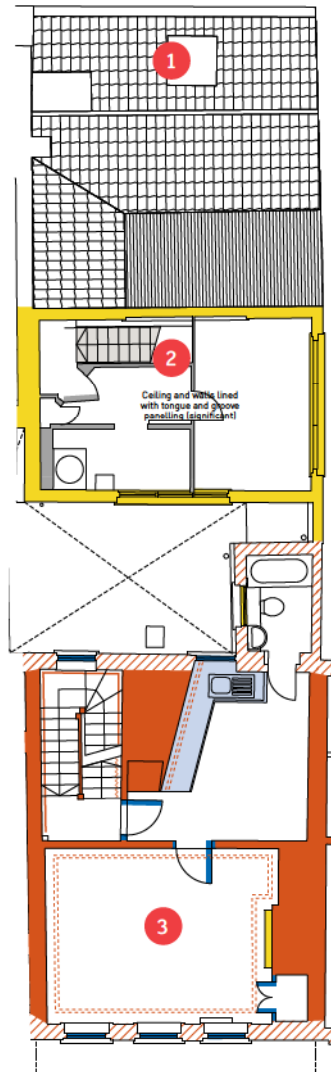 1
2
Ceiling and walls lined
with tongue and groove
panelling (significant)
3